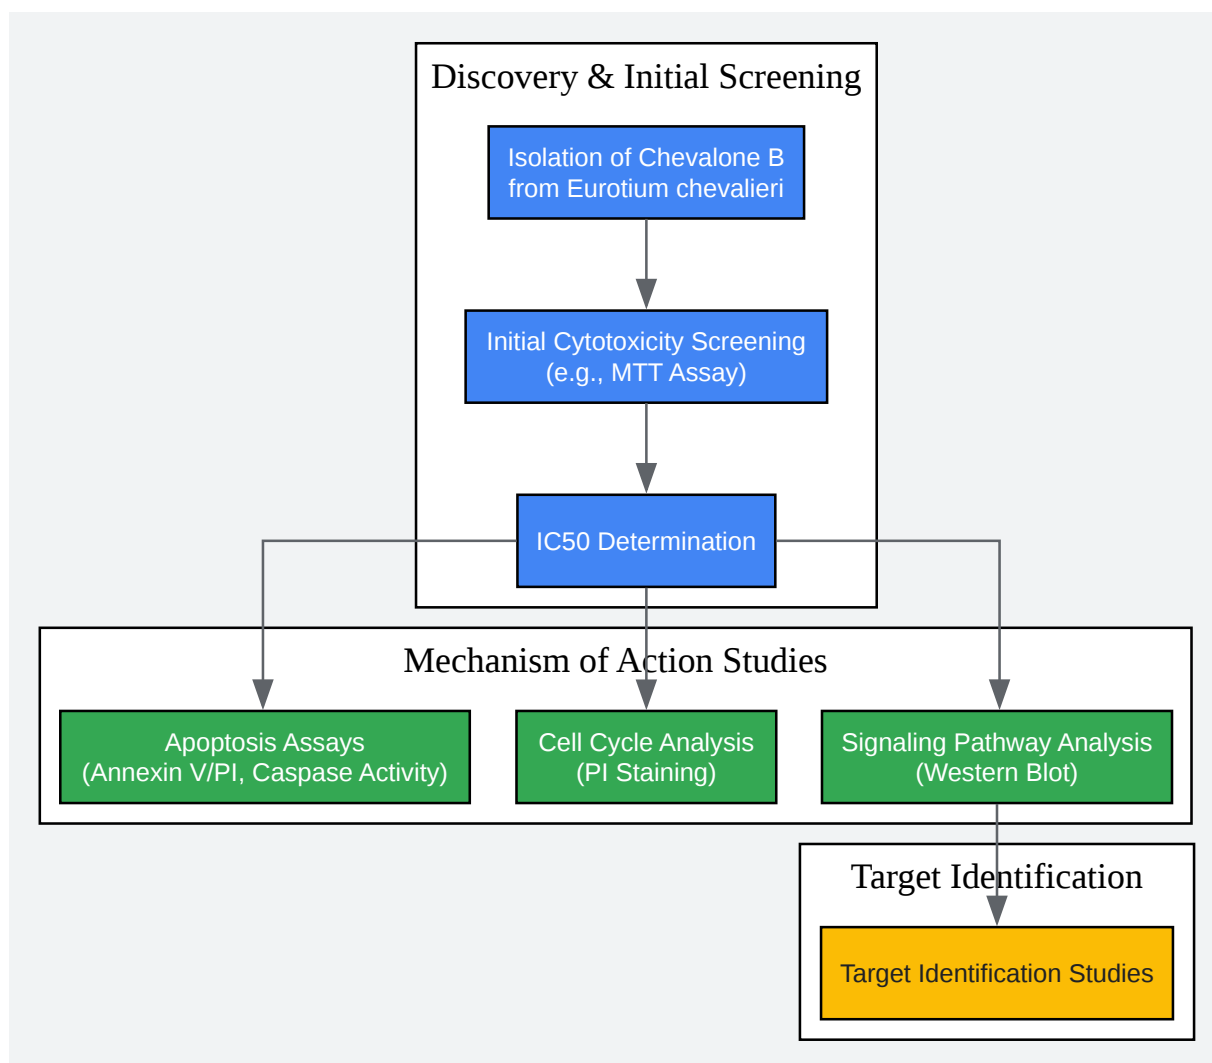 Discovery & Initial Screening
Isolation of Chevalone B
from Eurotium chevalieri
Initial Cytotoxicity Screening
(e.g., MTT Assay)
IC50 Determination
Mechanism of Action Studies
Apoptosis Assays
(Annexin V/PI, Caspase Activity)
Cell Cycle Analysis
(PI Staining)
Signaling Pathway Analysis
(Western Blot)
Target Identification
Target Identification Studies